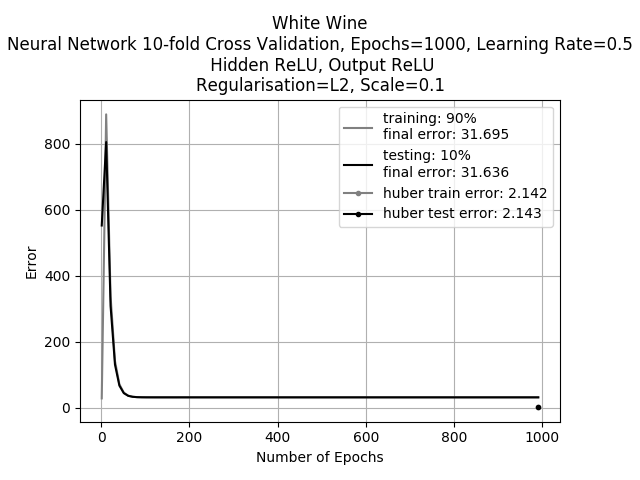 White Wine
Neural Network 10-fold Cross Validation, Epochs=1000, Learning Rate=0.5
Hidden ReLU, Output ReLU
Regularisation=L2, Scale=0.1
training: 90%
final error: 31.695
testing: 10%
final error: 31.636
huber train error: 2.142
huber test error: 2.143
Error
800
600
400
200
0
0 200 400 600 800 1000
Number of Epochs